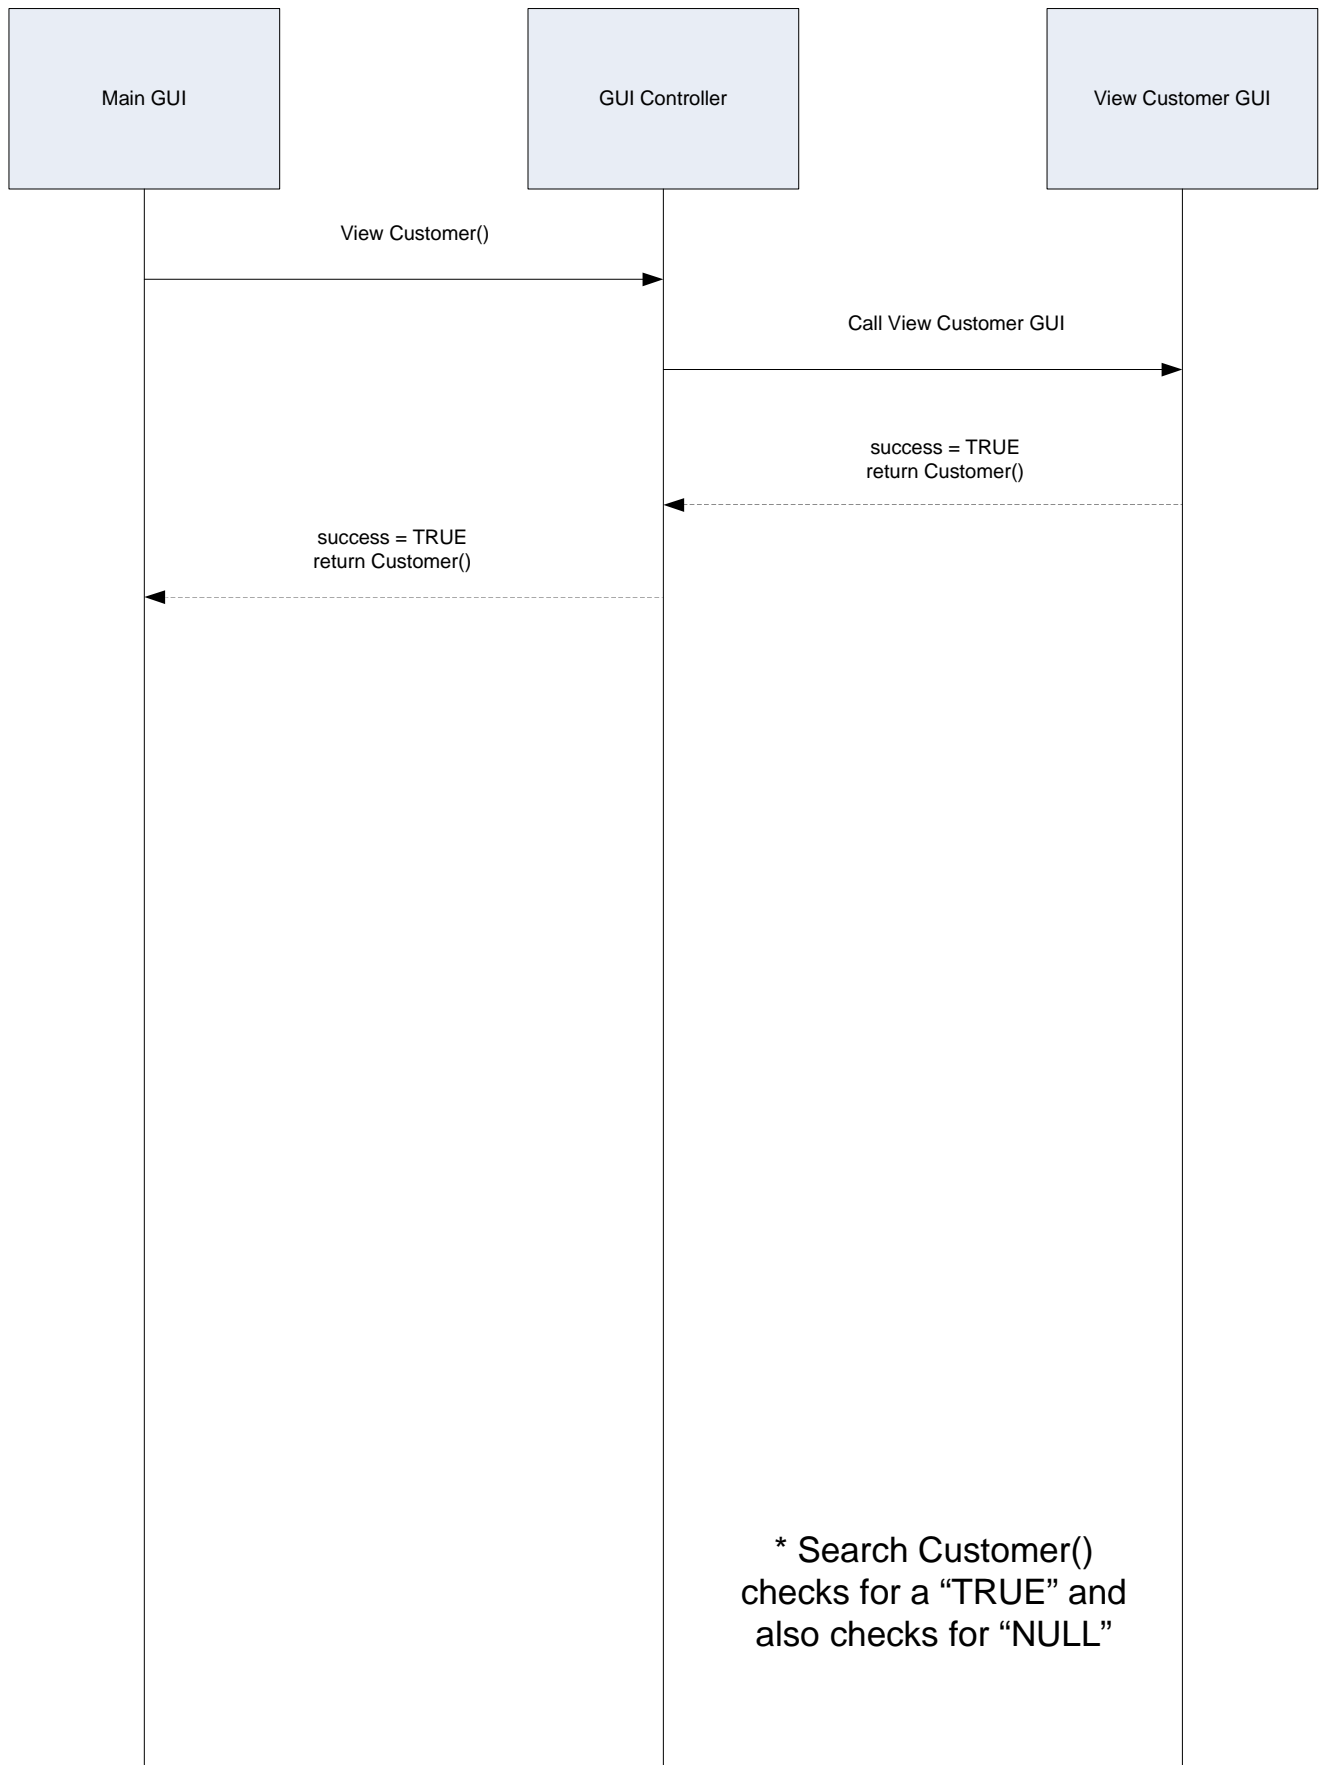 Main GUI
GUI Controller
View Customer GUI
View Customer()
Call View Customer GUI
success = TRUE
return Customer()
success = TRUE
return Customer()
* Search Customer()
checks for a “TRUE” and
also checks for “NULL”